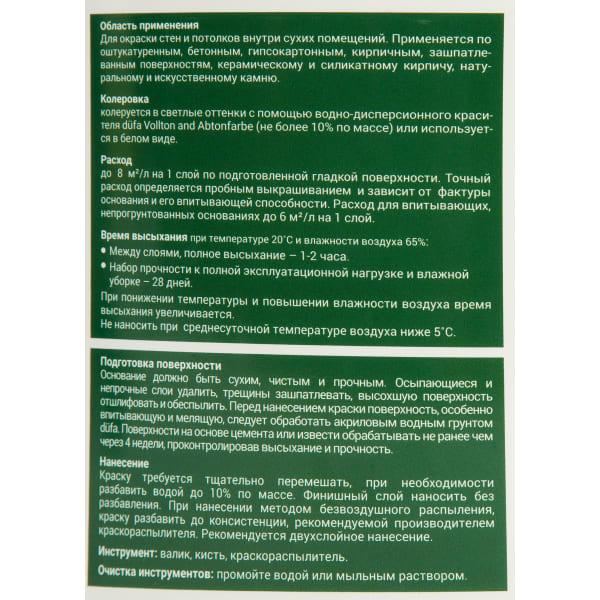 Область применения
Для окраски стен и потолков внутри сухих помещений. Применяется по
оштукатуренным, бетонным, гипсокартонным, кирпичным, зашпатле-
ванным поверхностям, керамическому и силикатному кирпичу, нату-
ральному и искусственному камню.
Колеровка
колеруется в светлые оттенки с помощью водно-дисперсионного краси-
теля düfa Vollton and Abtonfarbe (не более 10% по массе) или используется-
ся в белом виде.
Расход
до 8 м²/л на 1 слой по подготовленной гладкой поверхности. Точный
расход определяется пробным выкрашиванием и зависит от фактуры
основания и его впитывающей способности. Расход для впитывающих,
непрогрунтованных основаниях до 6 м²/л на 1 слой.
Время высыхания при температуре 20°С и влажности воздуха 65%:
• Между слоями, полное высыхание – 1-2 часа.
• Набор прочности к полной эксплуатационной нагрузке и влажной
уборке – 28 дней.
При понижении температуры и повышении влажности воздуха время
высыхания увеличивается.
Не наносить при среднесуточной температуре воздуха ниже 5°С.
Подготовка поверхности
Основание должно быть сухим, чистым и прочным. Осыпающиеся и
непрочные слои удалить, трещины зашпатлевать, высохшую поверхность
отшлифовать и обеспылить. Перед нанесением краски поверхность, особенно
впитывающую и мелящую, следует обработать акриловым водным грунтом
düfa. Поверхности на основе цемента или извести обрабатывать не ранее чем
через 4 недели, проконтролировав высыхание и прочность.
Нанесение
Краску требуется тщательно перемешать, при необходимости
разбавить водой до 10% по массе. Финишный слой наносить без
разбавления. При нанесении методом безвоздушного распыления,
краску разбавить до консистенции, рекомендуемой производителем
краскораспылителя. Рекомендуется двухслойное нанесение.
Инструмент: валик, кисть, краскораспылитель.
Очистка инструментов: промойте водой или мыльным раствором.